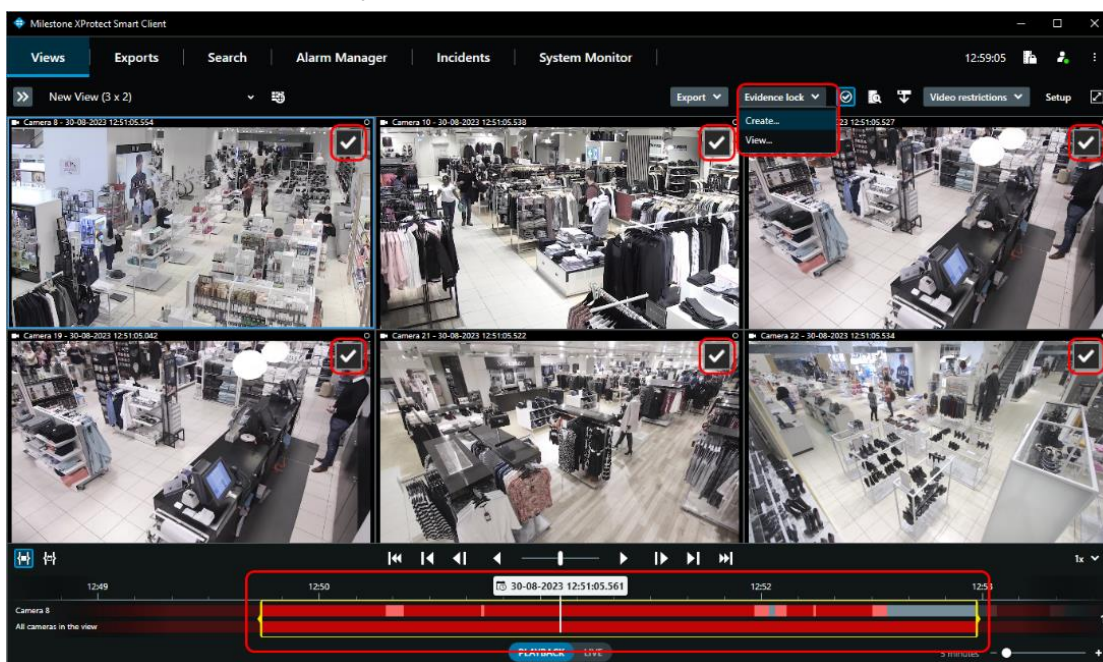 Milestone XProtect Smart Client
Views Exports Search Alarm Manager Incidents System Monitor 12:59:05
New View (3 x 2) Export Evidence lock Video restrictions Setup
Create...
View...
Camera 8 - 30-08-2023 12:51:05.554 Camera 10 - 30-08-2023 12:51:05.538 23 12:51:05.527
Camera 19 - 30-08-2023 12:51:05.042 Camera 21 - 30-08-2023 12:51:05.522 Camera 22 - 30-08-2023 12:51:05.534
1x
12:49 12:50 30-08-2023 12:51:05.561 12:52
Camera 8
All cameras in the view
PLAYBACK LIVE 5 minutes